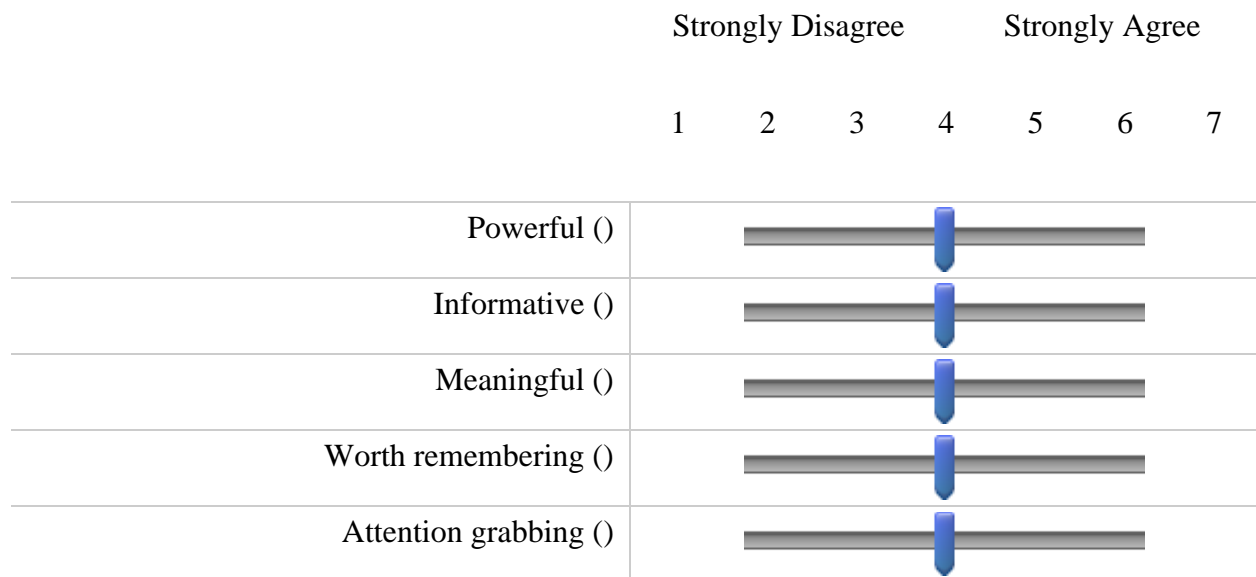 Strongly Disagree Strongly Agree
1 2 3 4 5 6 7
Powerful ()
Informative ()
Meaningful ()
Worth remembering ()
Attention grabbing ()